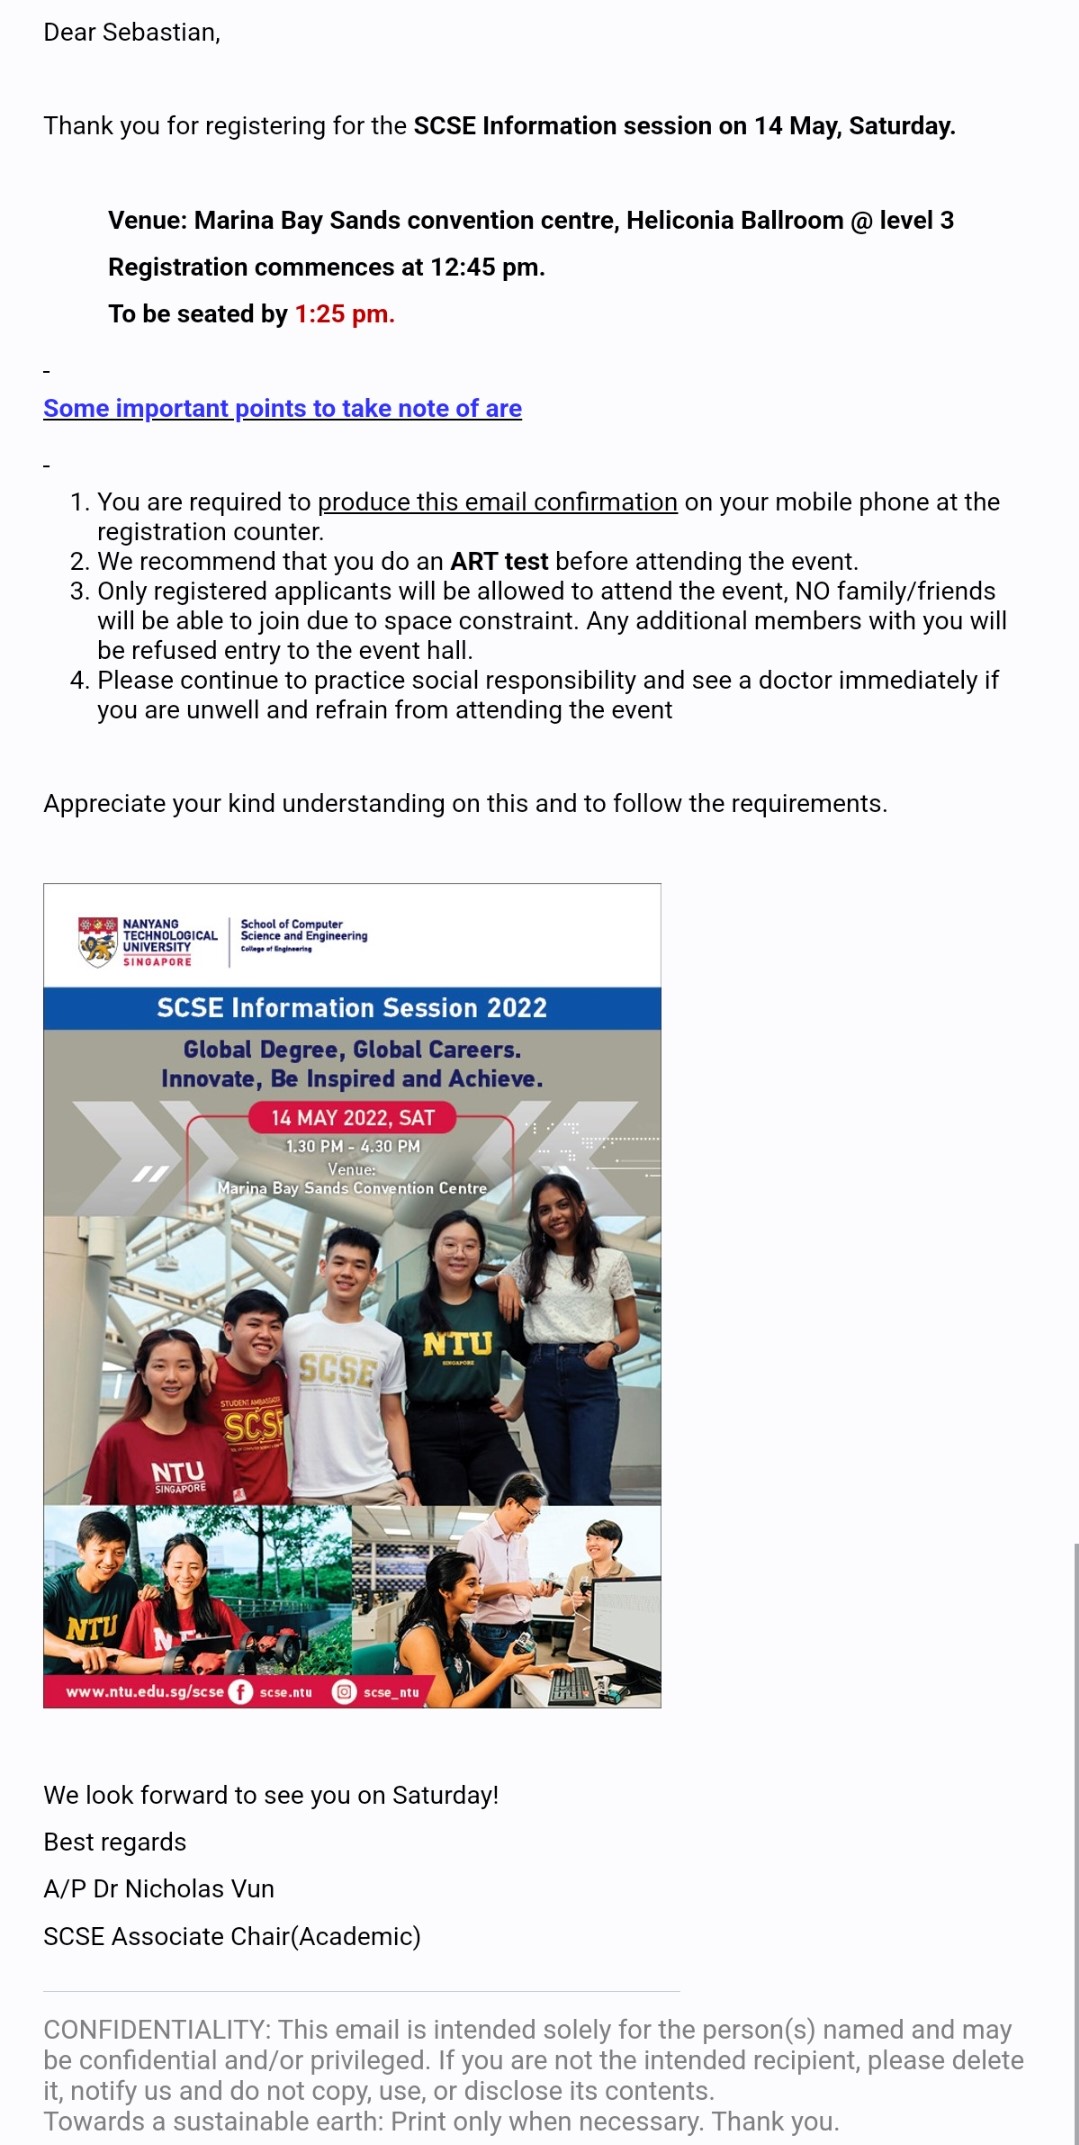 Dear Sebastian,
Thank you for registering for the SCSE Information session on 14 May, Saturday.
Venue: Marina Bay Sands convention centre, Heliconia Ballroom @ level 3
Registration commences at 12:45 pm.
To be seated by 1:25 pm.
-
Some important points to take note of are
-
1. You are required to produce this email confirmation on your mobile phone at the
registration counter.
2. We recommend that you do an ART test before attending the event.
3. Only registered applicants will be allowed to attend the event, NO family/friends
will be able to join due to space constraint. Any additional members with you will
be refused entry to the event hall.
4. Please continue to practice social responsibility and see a doctor immediately if
you are unwell and refrain from attending the event
Appreciate your kind understanding on this and to follow the requirements.
NANYANG
TECHNOLOGICAL
UNIVERSITY
SINGAPORE
School of Computer
Science and Engineering
College of Engineering
SCSE Information Session 2022
Global Degree, Global Careers.
Innovate, Be Inspired and Achieve.
14 MAY 2022, SAT
1.30 PM - 4.30 PM
Venue:
Marina Bay Sands Convention Centre
NTU
SINGAPORE
SCSE
STUDENT AMBASSADOR
SCSE
NTU
SINGAPORE
NTU
www.ntu.edu.sg/scse scse.ntu scse_ntu
We look forward to see you on Saturday!
Best regards
A/P Dr Nicholas Vun
SCSE Associate Chair(Academic)
CONFIDENTIALITY: This email is intended solely for the person(s) named and may
be confidential and/or privileged. If you are not the intended recipient, please delete
it, notify us and do not copy, use, or disclose its contents.
Towards a sustainable earth: Print only when necessary. Thank you.